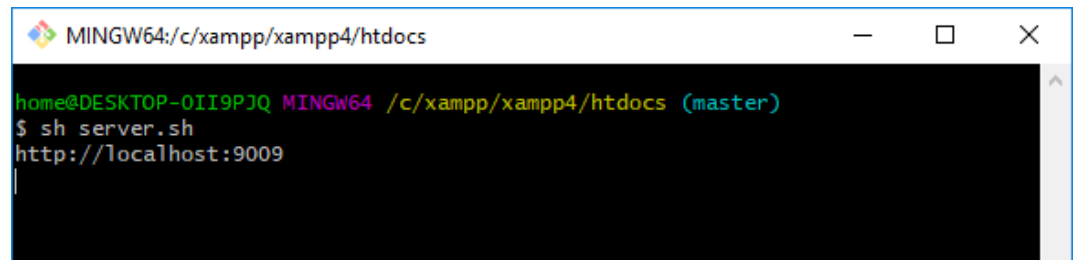 MINGW64:/c/xampp/xampp4/htdocs
home@DESKTOP-OII9PJQ MINGW64 /c/xampp/xampp4/htdocs (master)
$ sh server.sh
http://localhost:9009